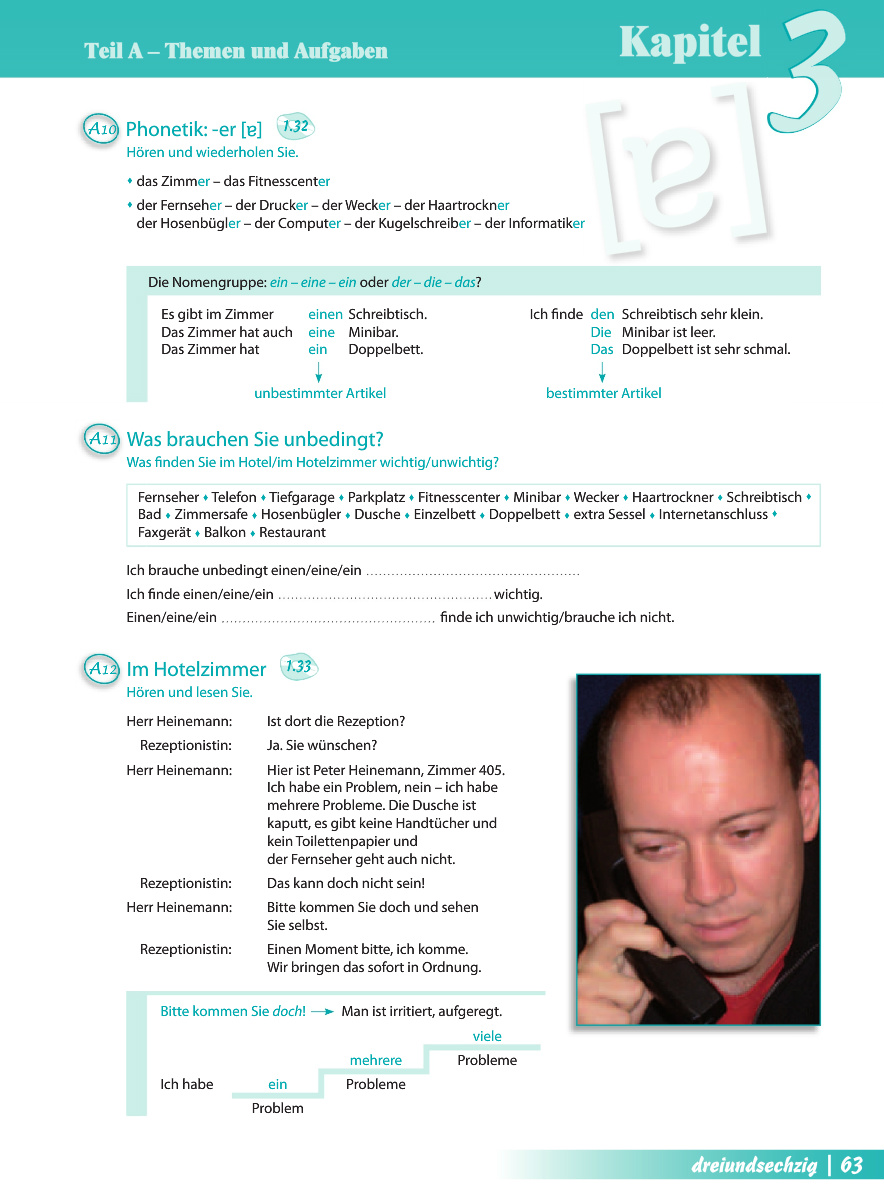 Teil A – Themen und Aufgaben
Kapitel 3
[ɐ]
A10 Phonetik: -er [ɐ] 1.32
Hören und wiederholen Sie.
das Zimmer – das Fitnesscenter
der Fernseher – der Drucker – der Wecker – der Haartrockner
der Hosenbügler – der Computer – der Kugelschreiber – der Informatiker
Die Nomengruppe: ein – eine – ein oder der – die – das?
Es gibt im Zimmer einen Schreibtisch.
Das Zimmer hat auch eine Minibar.
Das Zimmer hat ein Doppelbett.
unbestimmter Artikel
Ich finde den Schreibtisch sehr klein.
Die Minibar ist leer.
Das Doppelbett ist sehr schmal.
bestimmter Artikel
A11 Was brauchen Sie unbedingt?
Was finden Sie im Hotel/im Hotelzimmer wichtig/unwichtig?
Fernseher ♦ Telefon ♦ Tiefgarage ♦ Parkplatz ♦ Fitnesscenter ♦ Minibar ♦ Wecker ♦ Haartrockner ♦ Schreibtisch ♦
Bad ♦ Zimmersafe ♦ Hosenbügler ♦ Dusche ♦ Einzelbett ♦ Doppelbett ♦ extra Sessel ♦ Internetanschluss ♦
Faxgerät ♦ Balkon ♦ Restaurant
Ich brauche unbedingt einen/eine/ein ..................................................
Ich finde einen/eine/ein .................................................. wichtig.
Einen/eine/ein .................................................. finde ich unwichtig/brauche ich nicht.
A12 Im Hotelzimmer 1.33
Hören und lesen Sie.
Herr Heinemann: Ist dort die Rezeption?
Rezeptionistin: Ja. Sie wünschen?
Herr Heinemann: Hier ist Peter Heinemann, Zimmer 405.
Ich habe ein Problem, nein – ich habe
mehrere Probleme. Die Dusche ist
kaputt, es gibt keine Handtücher und
kein Toilettenpapier und
der Fernseher geht auch nicht.
Rezeptionistin: Das kann doch nicht sein!
Herr Heinemann: Bitte kommen Sie doch und sehen
Sie selbst.
Rezeptionistin: Einen Moment bitte, ich komme.
Wir bringen das sofort in Ordnung.
Bitte kommen Sie doch! → Man ist irritiert, aufgeregt.
viele
mehrere Probleme
Ich habe ein Probleme
Problem
dreiundsechzig | 63